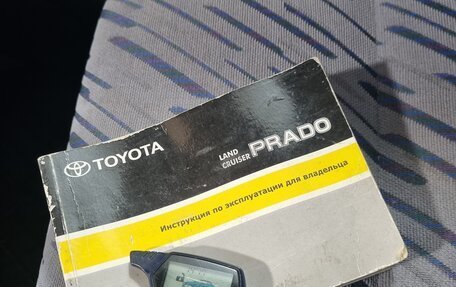 TOYOTA
LAND
CRUISER PRADO
Инструкция по эксплуатации для владельца